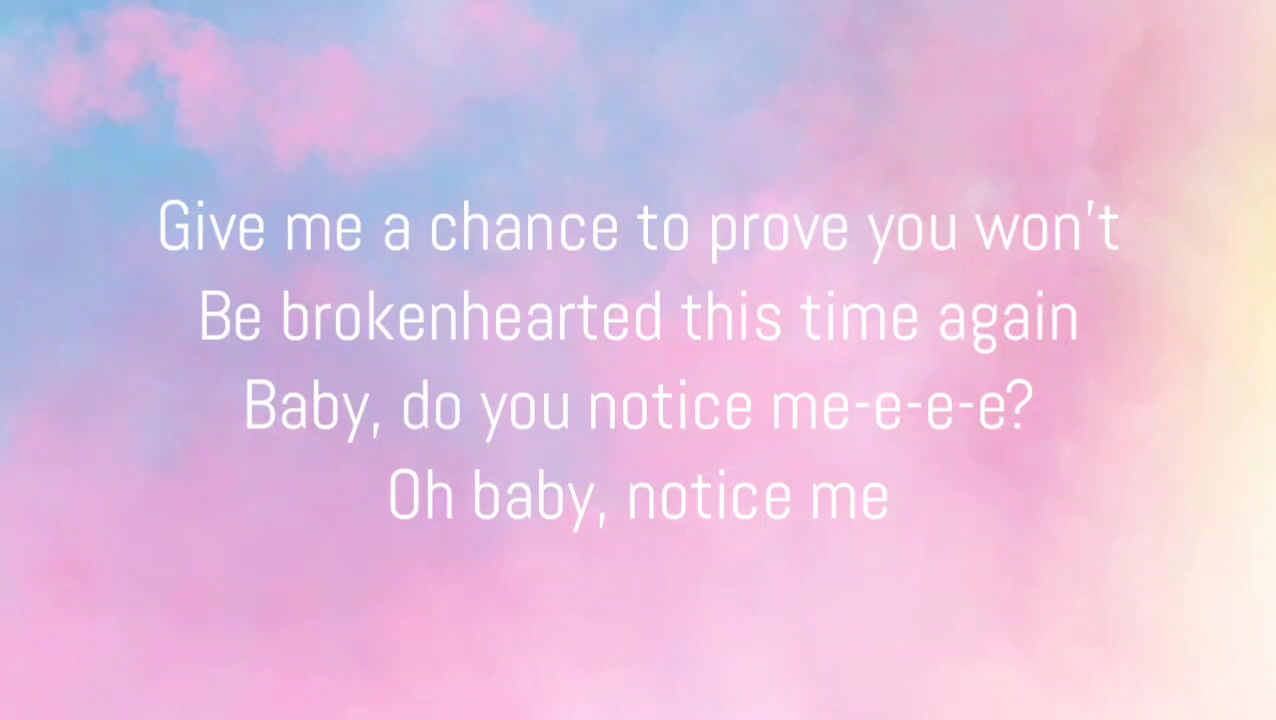 Give me a chance to prove you won't
Be brokenhearted this time again
Baby, do you notice me-e-e-e?
Oh baby, notice me